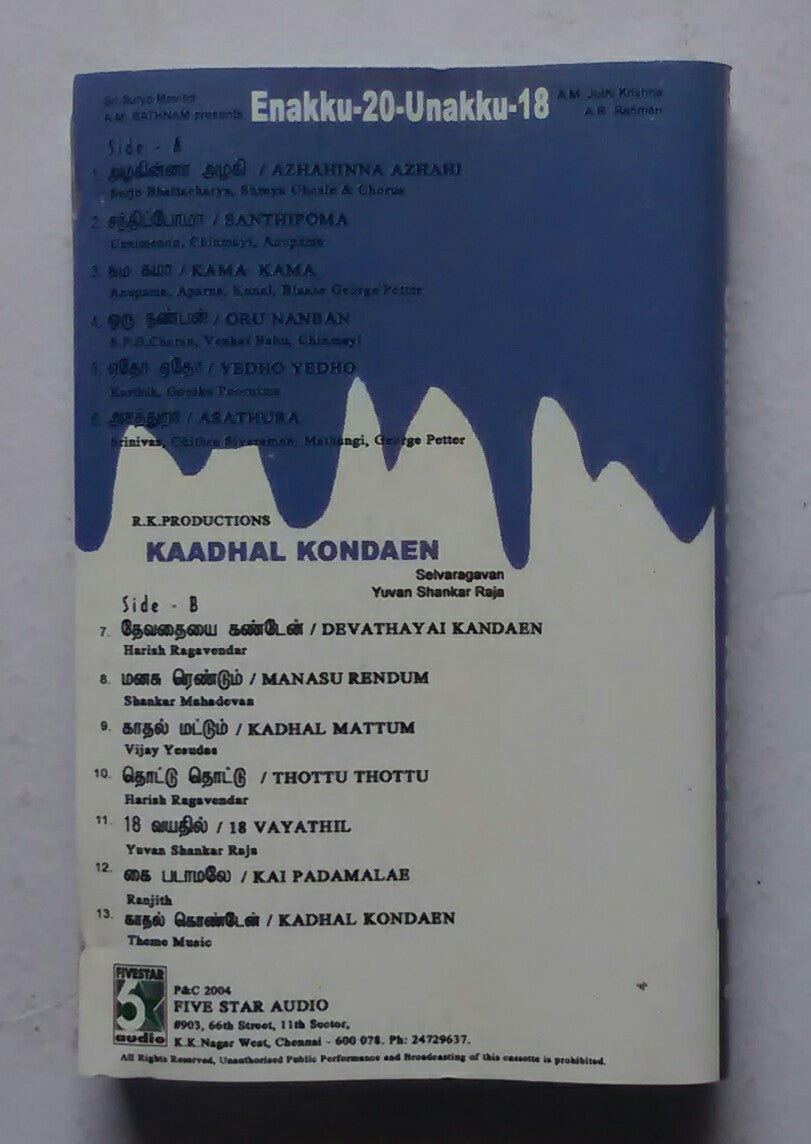 Sri Surya Movies
A.M. RATHNAM presents
Enakku-20-Unakku-18
A.M. Jothi Krishna
A.R. Rahman
Side - A
1. அழகின்னா அழகி / AZHAHINNA AZHAHI
Surjo Bhattacharya, Shreya Ghosle & Chorus
2. சந்திப்போமா / SANTHIPOMA
Unnimenon, Chinmayi, Anupama
3. கம கமா / KAMA KAMA
Anupama, Aparna, Kunal, Blaaze George Petter
4. ஒரு நண்பன் / ORU NANBAN
S.P.B.Charan, Venkat Babu, Chinmayi
5. ஏதோ ஏதோ / YEDHO YEDHO
Karthik, Gopika Poornima
6. அசத்துறா / ASATHURA
Srinivas, Chithra Sivaraman, Mathangi, George Petter
R.K.PRODUCTIONS
KAADHAL KONDAEN
Selvaragavan
Yuvan Shankar Raja
Side - B
7. தேவதையை கண்டேன் / DEVATHAYAI KANDAEN
Harish Ragavendar
8. மனசு ரெண்டும் / MANASU RENDUM
Shankar Mahadevan
9. காதல் மட்டும் / KADHAL MATTUM
Vijay Yesudas
10. தொட்டு தொட்டு / THOTTU THOTTU
Harish Ragavendar
11. 18 வயதில் / 18 VAYATHIL
Yuvan Shankar Raja
12. கை படாமலே / KAI PADAMALAE
Ranjith
13. காதல் கொண்டேன் / KADHAL KONDAEN
Theme Music
FIVESTAR
5
audio
P&C 2004
FIVE STAR AUDIO
#903, 66th Street, 11th Sector,
K.K.Nagar West, Chennai - 600 078. Ph: 24729637.
All Rights Reserved, Unauthorised Public Performance and Broadcasting of this cassette is prohibited.